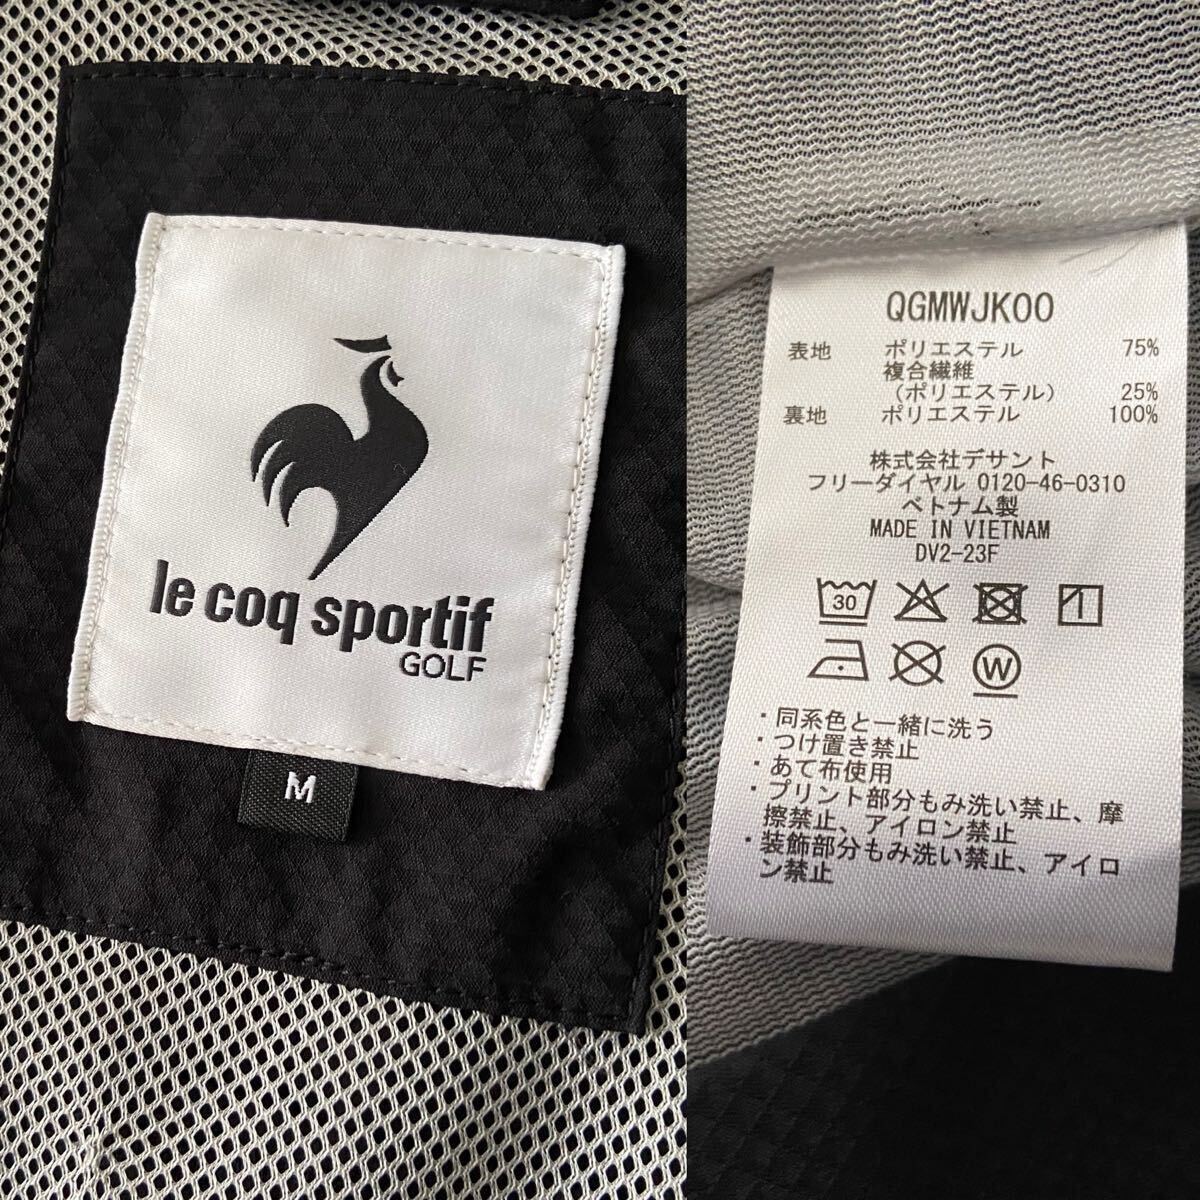 le coq sportif
GOLF
M
QGMWJK00
表地 ポリエステル 75%
複合繊維
(ポリエステル) 25%
裏地 ポリエステル 100%
株式会社デサント
フリーダイヤル 0120-46-0310
ベトナム製
MADE IN VIETNAM
DV2-23F
30
W
・同系色と一緒に洗う
・つけ置き禁止
・あて布使用
・プリント部分もみ洗い禁止、摩
擦禁止、アイロン禁止
・装飾部分もみ洗い禁止、アイロ
ン禁止